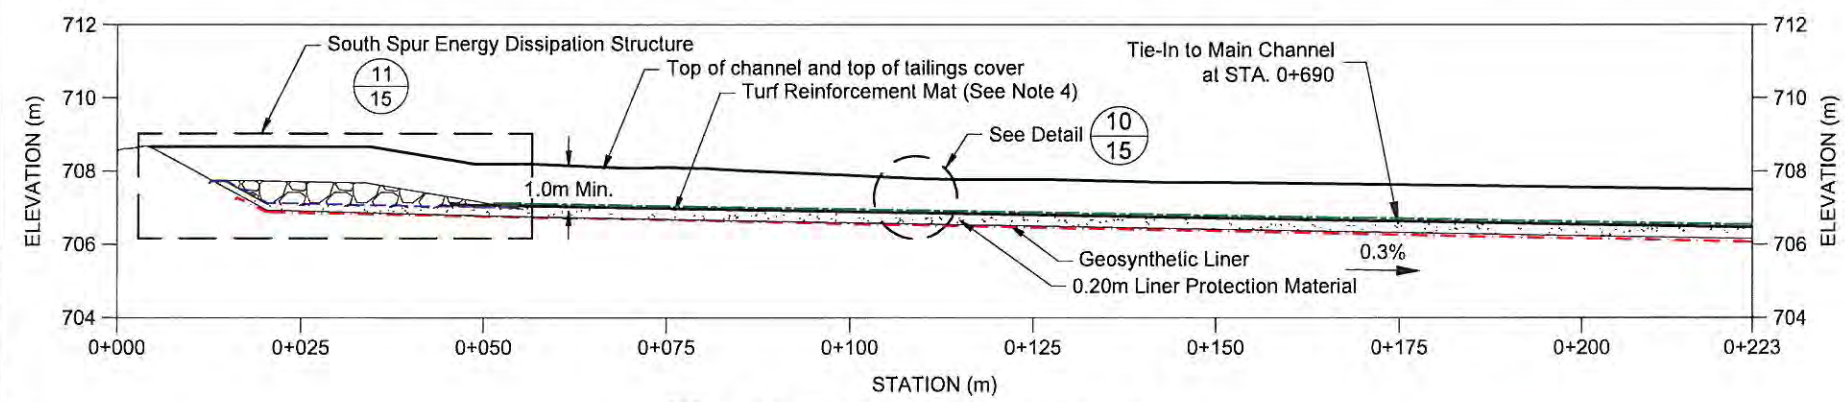 712
710
708
706
704
ELEVATION (m)
South Spur Energy Dissipation Structure
11
15
Top of channel and top of tailings cover
Turf Reinforcement Mat (See Note 4)
See Detail
10
15
Tie-In to Main Channel
at STA. 0+690
1.0m Min.
Geosynthetic Liner
0.20m Liner Protection Material
0.3%
712
710
708
706
704
ELEVATION (m)
0+000 0+025 0+050 0+075 0+100 0+125 0+150 0+175 0+200 0+223
STATION (m)